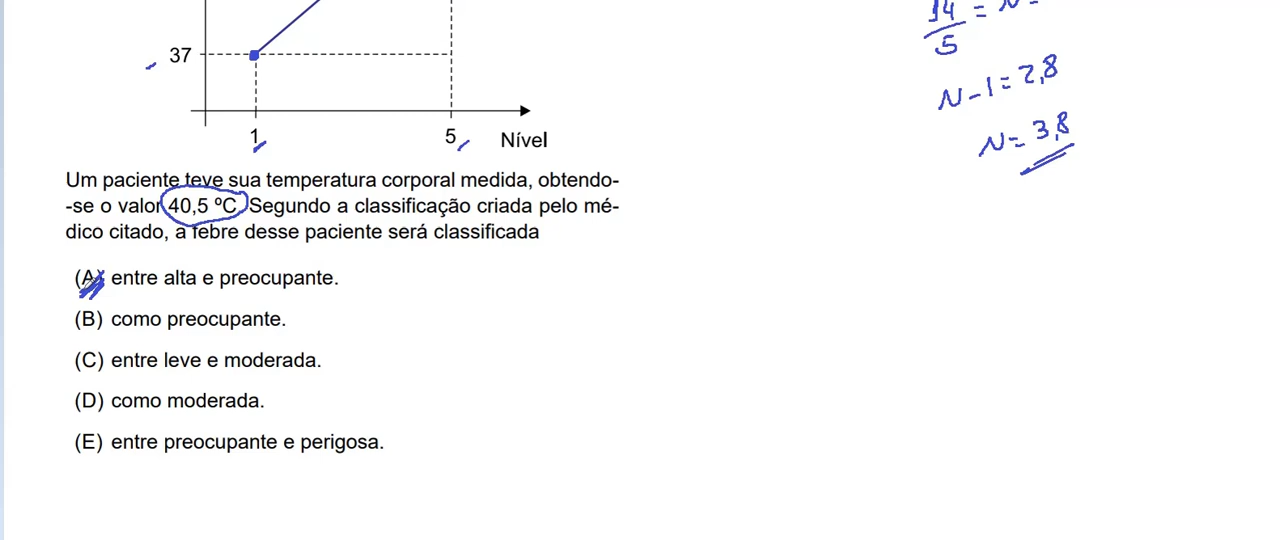 14
5
= N
37
N - 1 = 2,8
1
5
Nível
N = 3,8
Um paciente teve sua temperatura corporal medida, obtendo-
-se o valor 40,5 ºC. Segundo a classificação criada pelo mé-
dico citado, a febre desse paciente será classificada
(A) entre alta e preocupante.
(B) como preocupante.
(C) entre leve e moderada.
(D) como moderada.
(E) entre preocupante e perigosa.